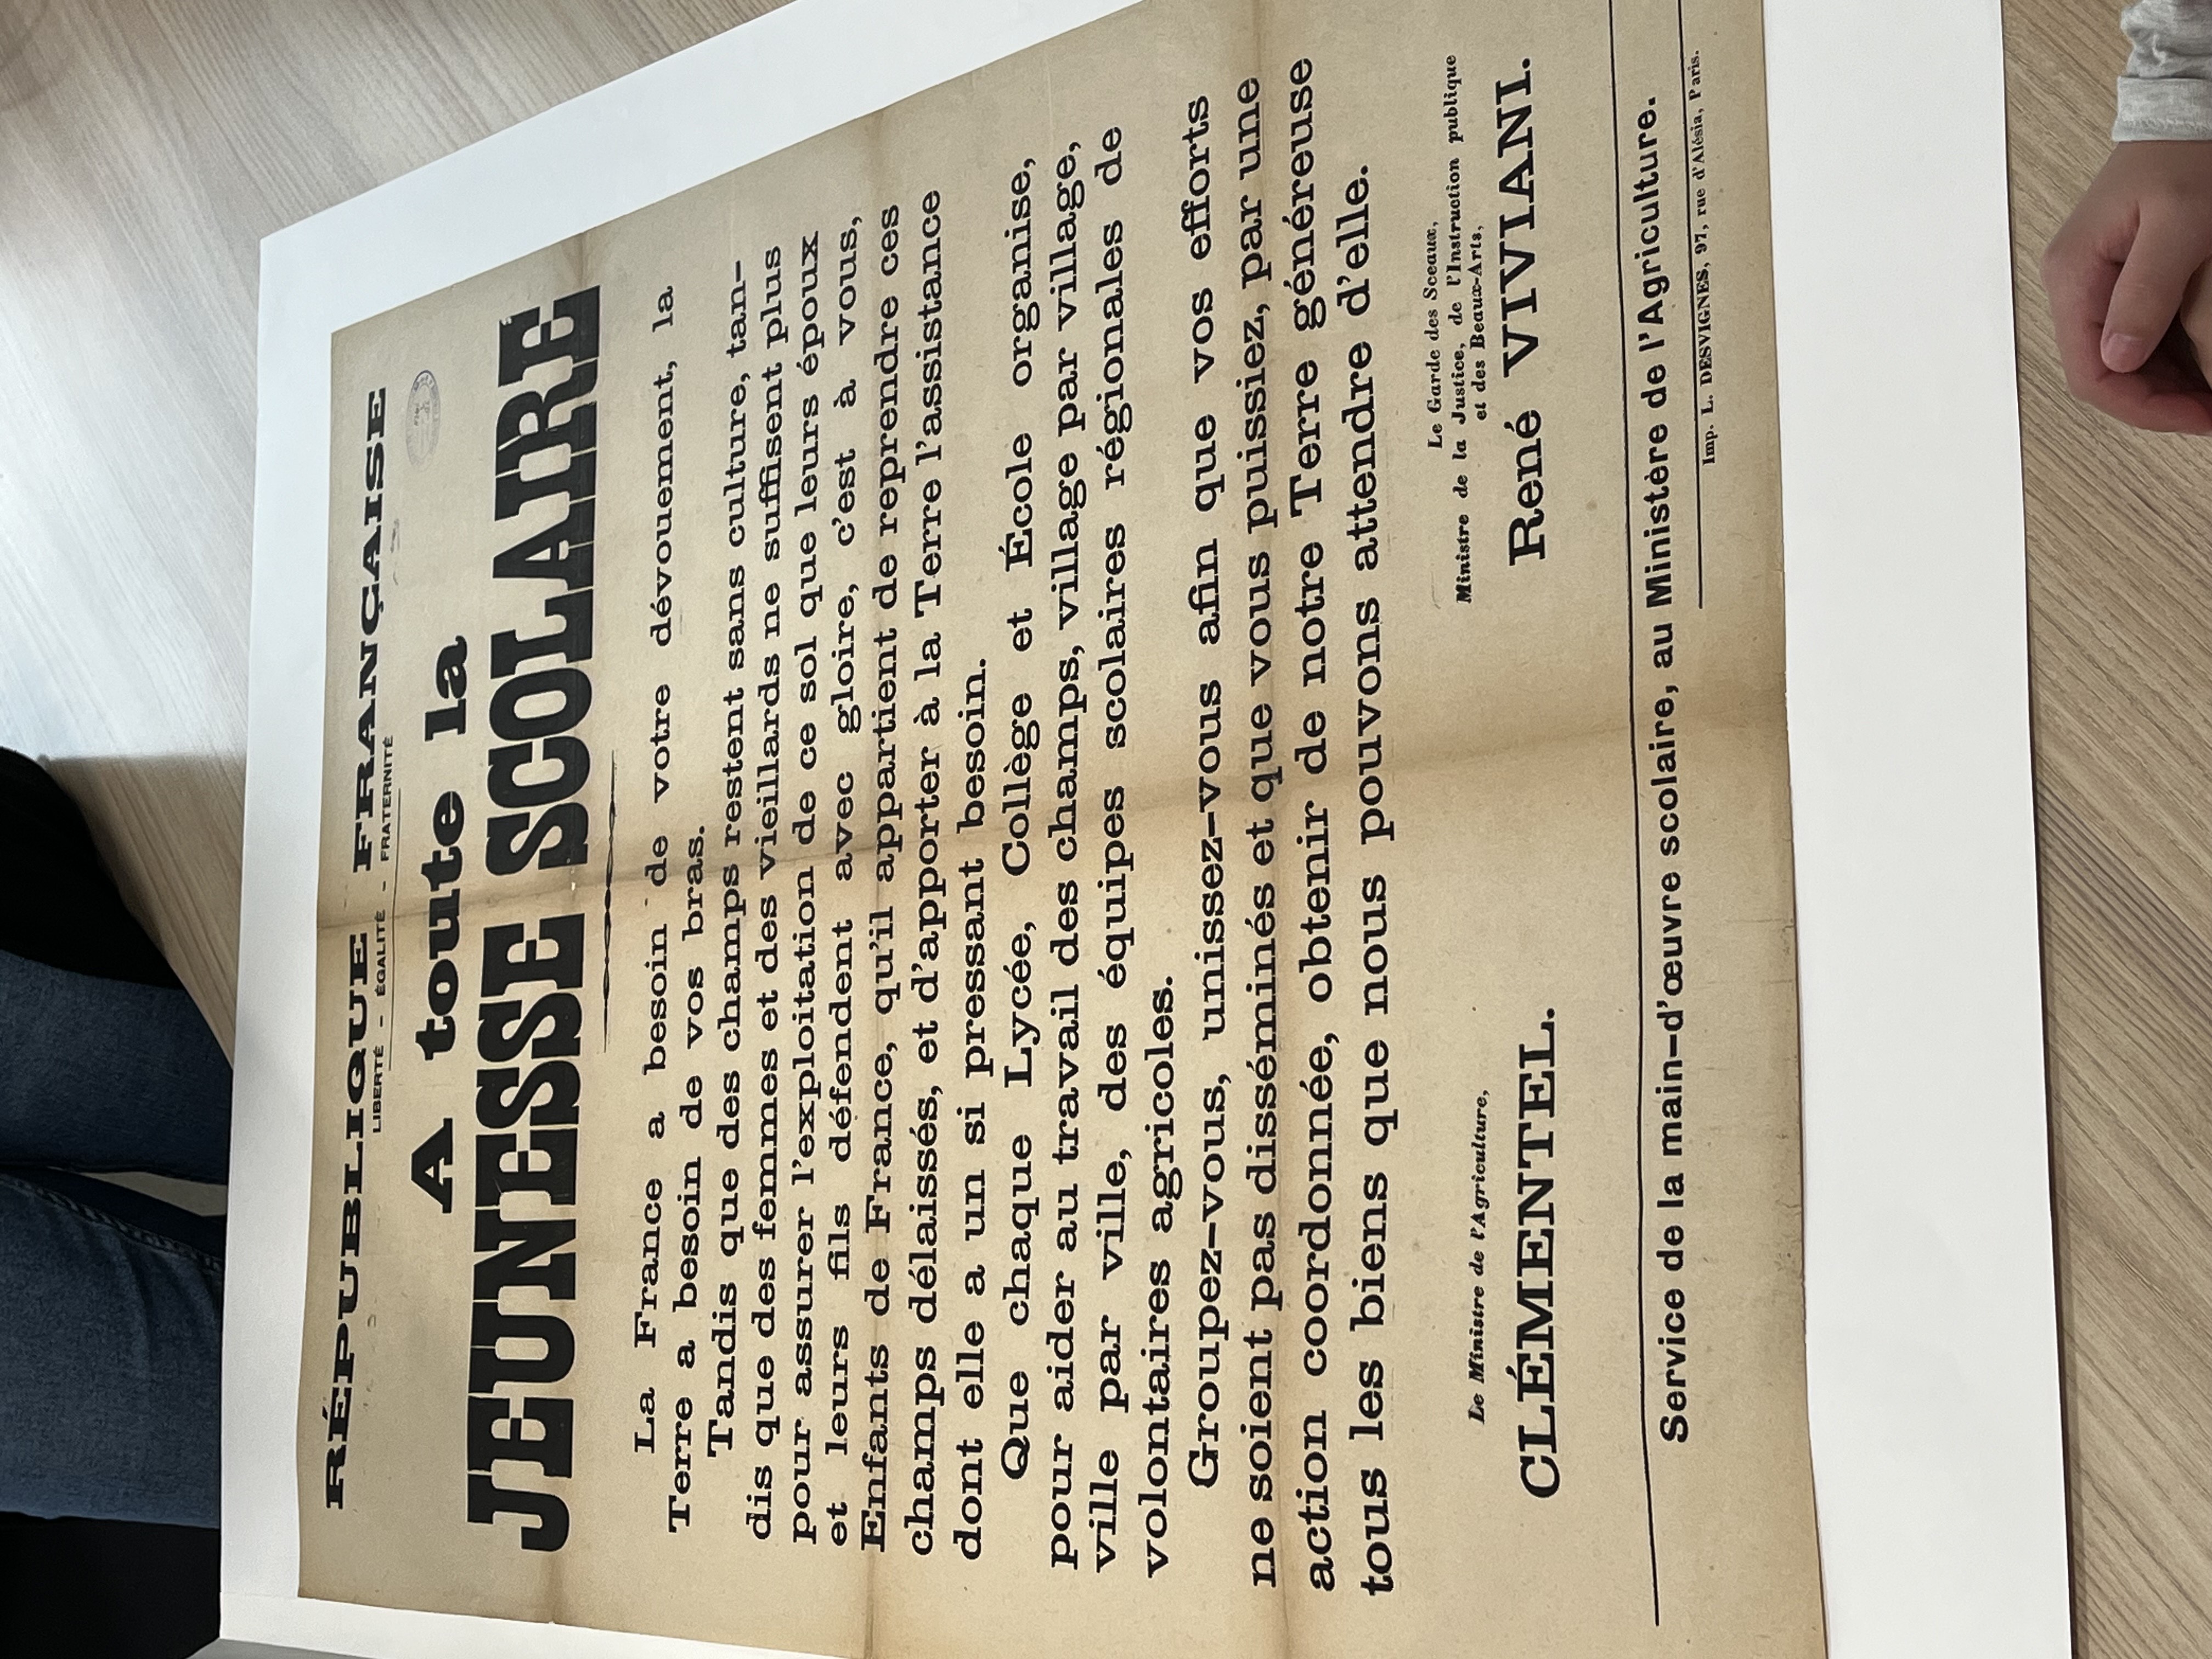 RÉPUBLIQUE FRANÇAISE
LIBERTÉ - ÉGALITÉ - FRATERNITÉ
A toute la
JEUNESSE SCOLAIRE
La France a besoin de votre dévouement, la
Terre a besoin de vos bras.
Tandis que des champs restent sans culture, tan-
dis que des femmes et des vieillards ne suffisent plus
pour assurer l'exploitation de ce sol que leurs époux
et leurs fils défendent avec gloire, c'est à vous,
Enfants de France, qu'il appartient de reprendre ces
champs délaissés, et d'apporter à la Terre l'assistance
dont elle a un si pressant besoin.
Que chaque Lycée, Collège et École organise,
pour aider au travail des champs, village par village,
ville par ville, des équipes scolaires régionales de
volontaires agricoles.
Groupez-vous, unissez-vous afin que vos efforts
ne soient pas disséminés et que vous puissiez, par une
action coordonnée, obtenir de notre Terre généreuse
tous les biens que nous pouvons attendre d'elle.
Le Ministre de l'Agriculture,
CLÉMENTEL.
Le Garde des Sceaux,
Ministre de la Justice, de l'Instruction publique
et des Beaux-Arts,
René VIVIANI.
Service de la main-d'œuvre scolaire, au Ministère de l'Agriculture.
Imp. L. DESVIGNES, 97, rue d'Alésia, Paris.